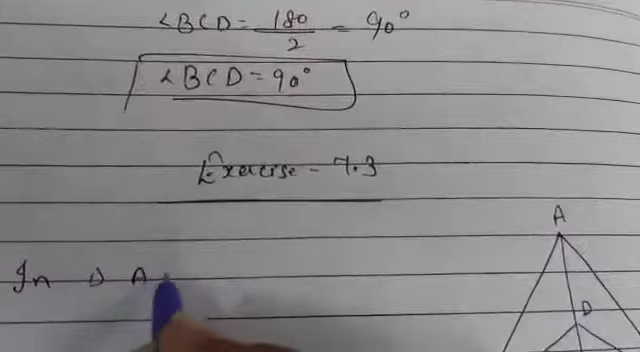 ∠BCD = 180/2 = 90°
∠BCD = 90°
Exercise - 7.3
A
In Δ A
D